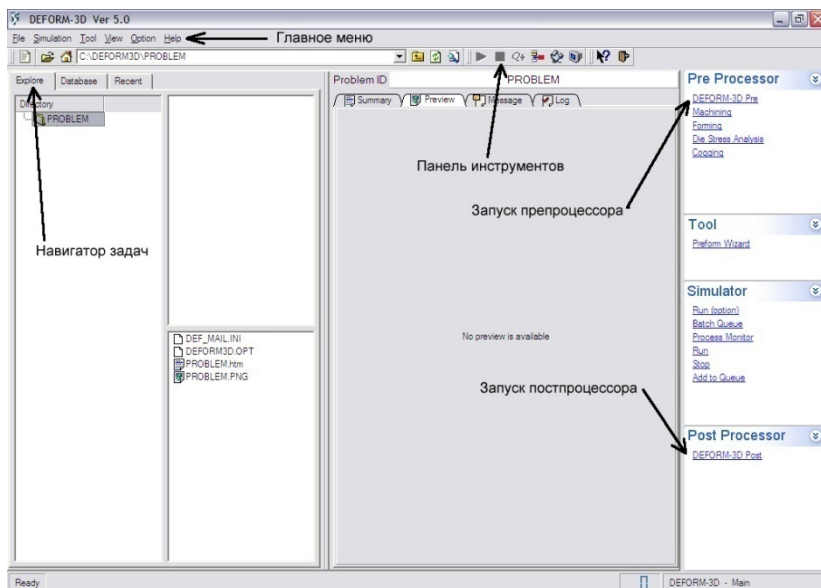 DEFORM-3D Ver 5.0
File Simulation Tool View Option Help
Главное меню
C:\DEFORM3D\PROBLEM
Explore Database Recent
Directory
PROBLEM
Навигатор задач
DEF_MAIL.INI
DEFORM3D.OPT
PROBLEM.htm
PROBLEM.PNG
Problem ID PROBLEM
Summary Preview Message Log
Панель инструментов
Запуск препроцессора
No preview is available
Запуск постпроцессора
Pre Processor
DEFORM-3D Pre
Machining
Forming
Die Stress Analysis
Cogging
Tool
Preform Wizard
Simulator
Run (option)
Batch Queue
Process Monitor
Run
Stop
Add to Queue
Post Processor
DEFORM-3D Post
Ready
DEFORM-3D - Main